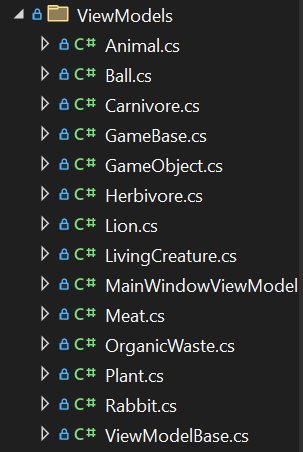 ViewModels
C# Animal.cs
C# Ball.cs
C# Carnivore.cs
C# GameBase.cs
C# GameObject.cs
C# Herbivore.cs
C# Lion.cs
C# LivingCreature.cs
C# MainWindowViewModel
C# Meat.cs
C# OrganicWaste.cs
C# Plant.cs
C# Rabbit.cs
C# ViewModelBase.cs